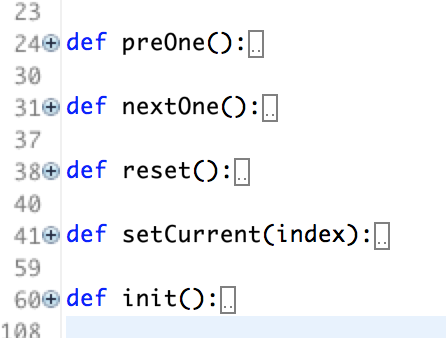 23
24 def preOne():..
30
31 def nextOne():..
37
38 def reset():..
40
41 def setCurrent(index):..
59
60 def init():..
108